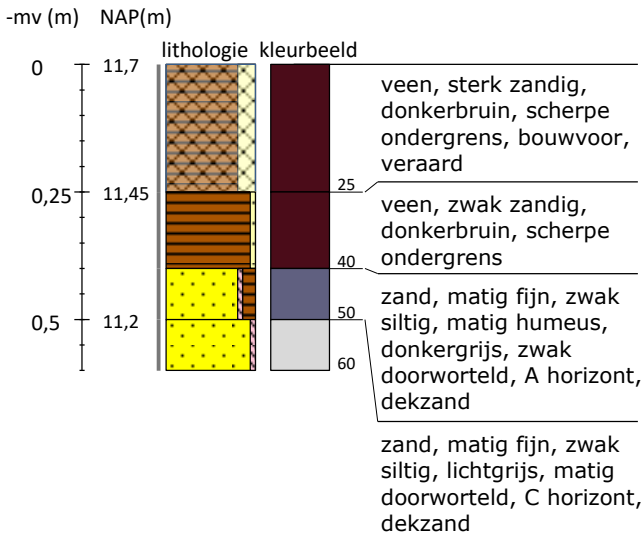 -mv (m) NAP(m)
lithologie kleurbeeld
0 11,7
veen, sterk zandig,
donkerbruin, scherpe
ondergrens, bouwvoor,
veraard
25
0,25 11,45
veen, zwak zandig,
donkerbruin, scherpe
ondergrens
40
zand, matig fijn, zwak
siltig, matig humeus,
donkergrijs, zwak
doorworteld, A horizont,
dekzand
50
0,5 11,2
60
zand, matig fijn, zwak
siltig, lichtgrijs, matig
doorworteld, C horizont,
dekzand